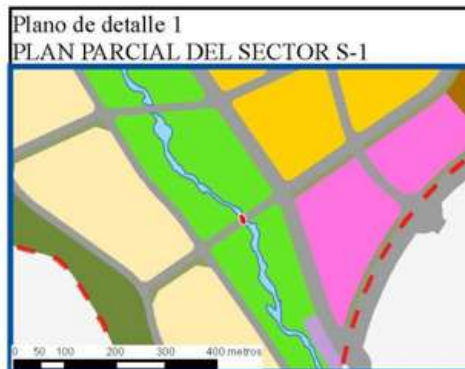 Plano de detalle 1
PLAN PARCIAL DEL SECTOR S-1
0 50 100 200 300 400 metros